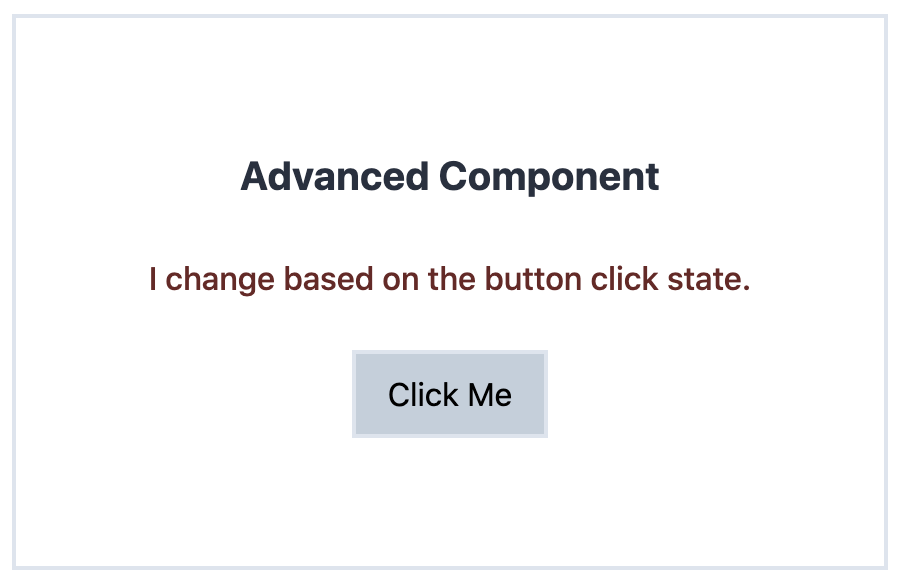 Advanced Component
I change based on the button click state.
Click Me